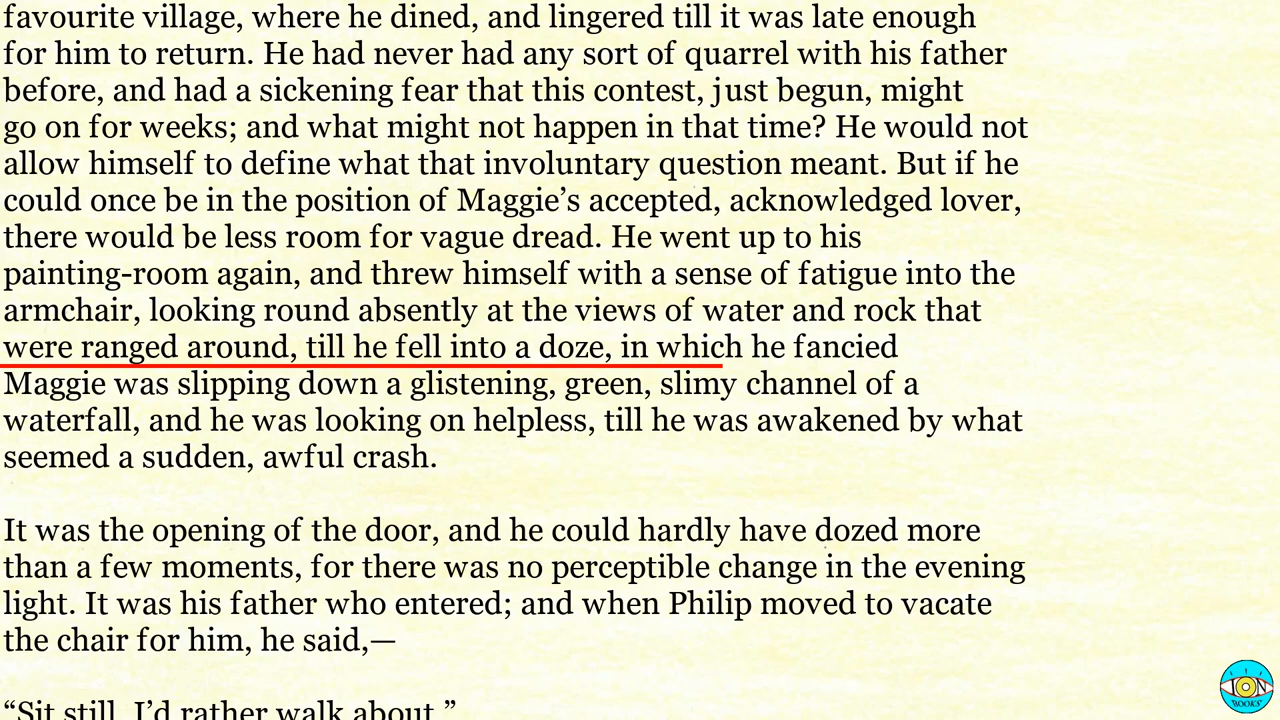 favourite village, where he dined, and lingered till it was late enough
for him to return. He had never had any sort of quarrel with his father
before, and had a sickening fear that this contest, just begun, might
go on for weeks; and what might not happen in that time? He would not
allow himself to define what that involuntary question meant. But if he
could once be in the position of Maggie’s accepted, acknowledged lover,
there would be less room for vague dread. He went up to his
painting-room again, and threw himself with a sense of fatigue into the
armchair, looking round absently at the views of water and rock that
were ranged around, till he fell into a doze, in which he fancied
Maggie was slipping down a glistening, green, slimy channel of a
waterfall, and he was looking on helpless, till he was awakened by what
seemed a sudden, awful crash.
It was the opening of the door, and he could hardly have dozed more
than a few moments, for there was no perceptible change in the evening
light. It was his father who entered; and when Philip moved to vacate
the chair for him, he said,—
“Sit still. I’d rather walk about.”
ION
BOOKS